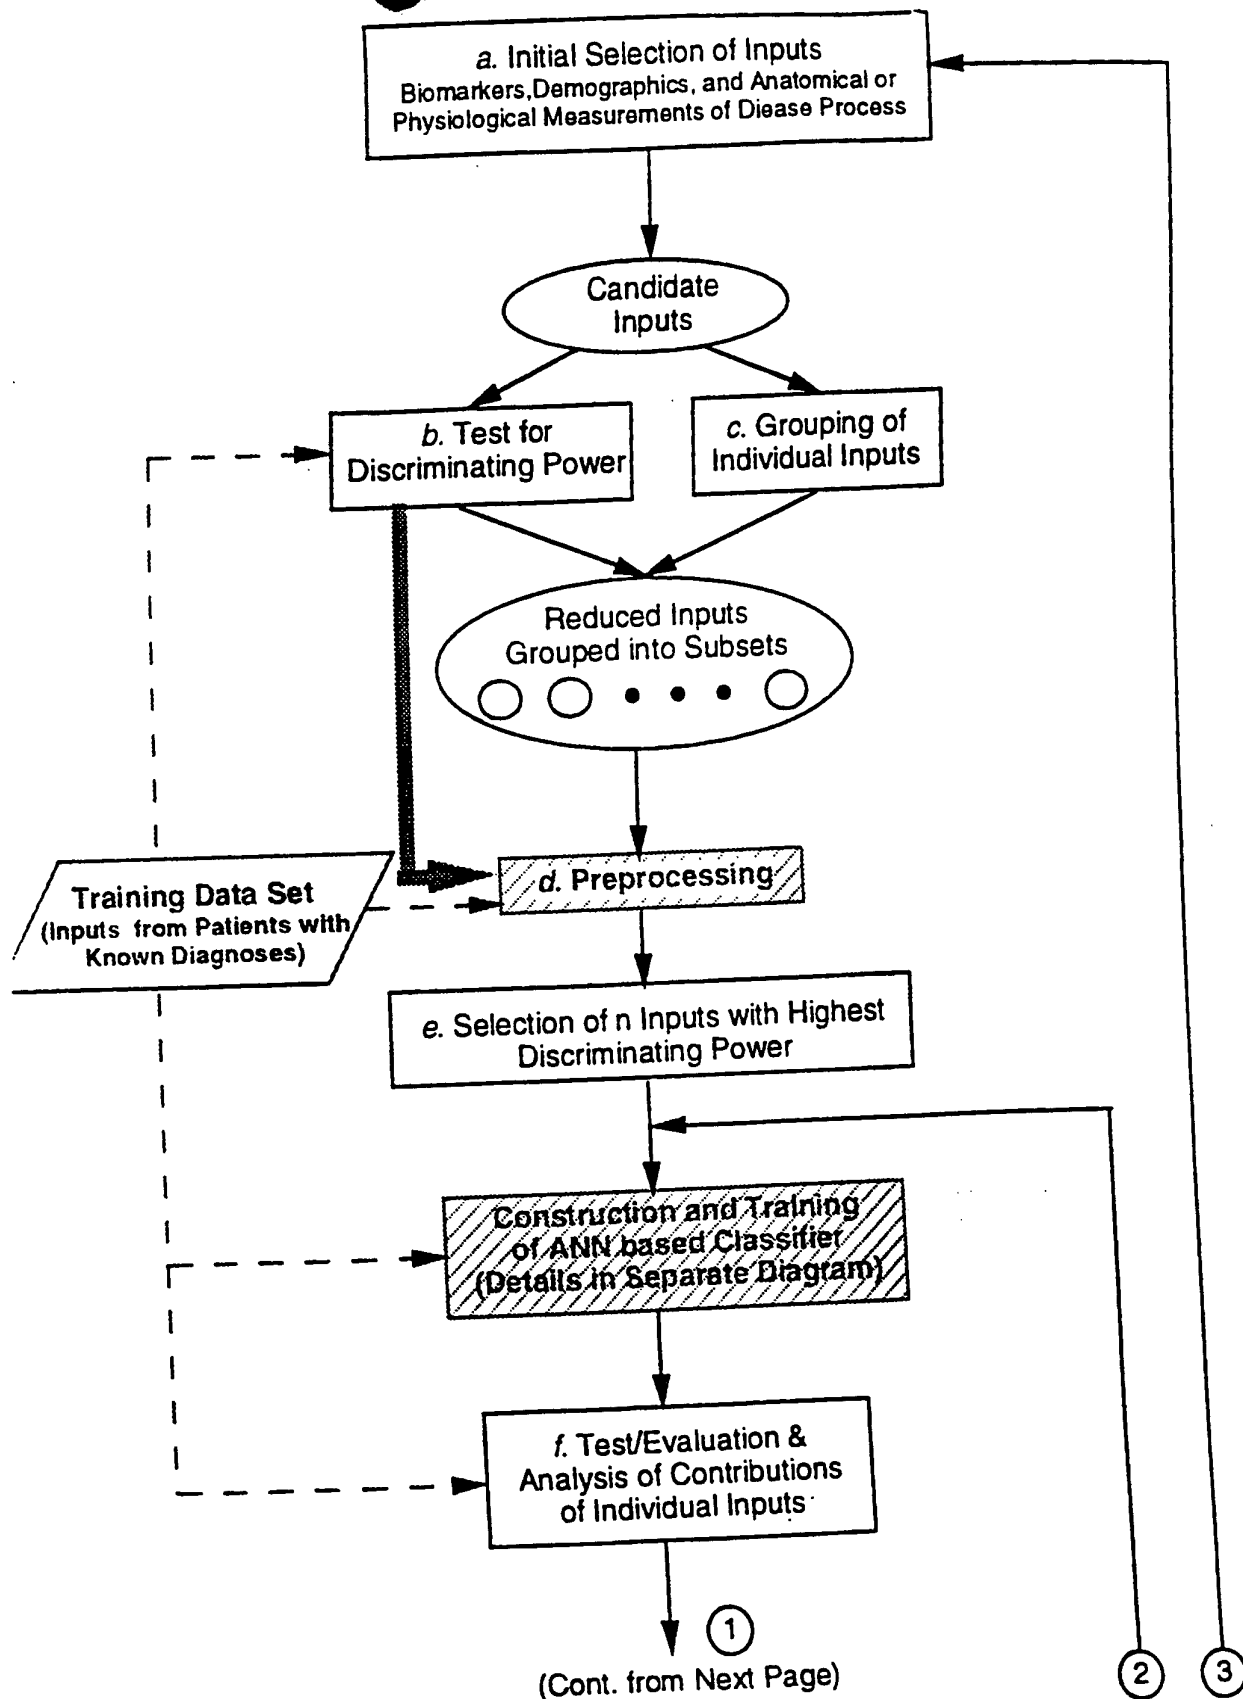 a. Initial Selection of Inputs
Biomarkers,Demographics, and Anatomical or
Physiological Measurements of Diease Process
Candidate
Inputs
b. Test for
Discriminating Power
c. Grouping of
Individual Inputs
Reduced Inputs
Grouped into Subsets
Training Data Set
(Inputs from Patients with
Known Diagnoses)
d. Preprocessing
e. Selection of n Inputs with Highest
Discriminating Power
Construction and Training
of ANN based Classifier
(Details in Separate Diagram)
f. Test/Evaluation &
Analysis of Contributions
of Individual Inputs
1
(Cont. from Next Page)
2
3